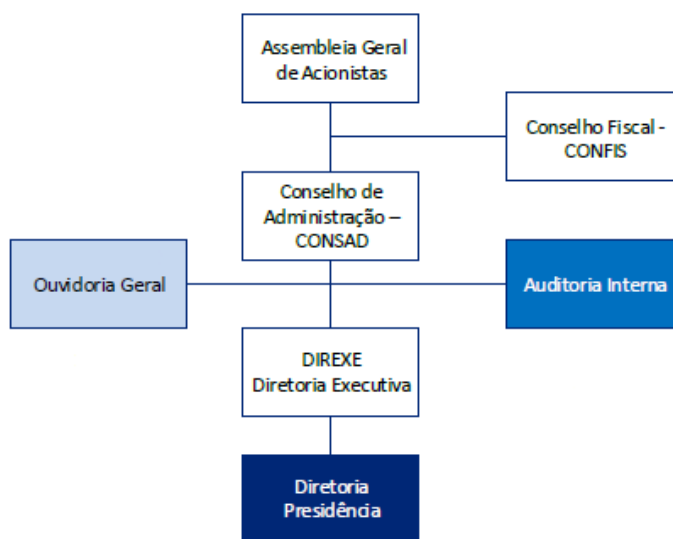 Assembleia Geral
de Acionistas
Conselho Fiscal -
CONFIS
Conselho de
Administração –
CONSAD
Ouvidoria Geral
Auditoria Interna
DIREXE
Diretoria Executiva
Diretoria
Presidência